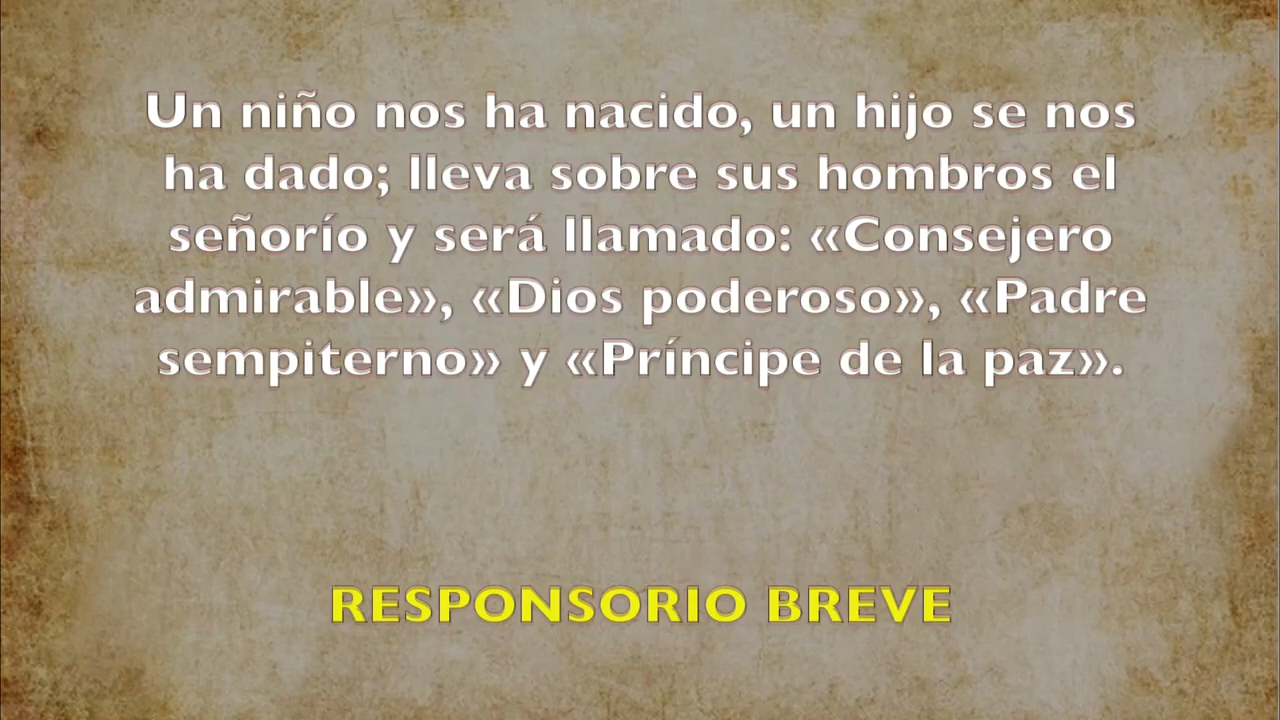 Un niño nos ha nacido, un hijo se nos
ha dado; lleva sobre sus hombros el
señorío y será llamado: «Consejero
admirable», «Dios poderoso», «Padre
sempiterno» y «Príncipe de la paz».
RESPONSORIO BREVE